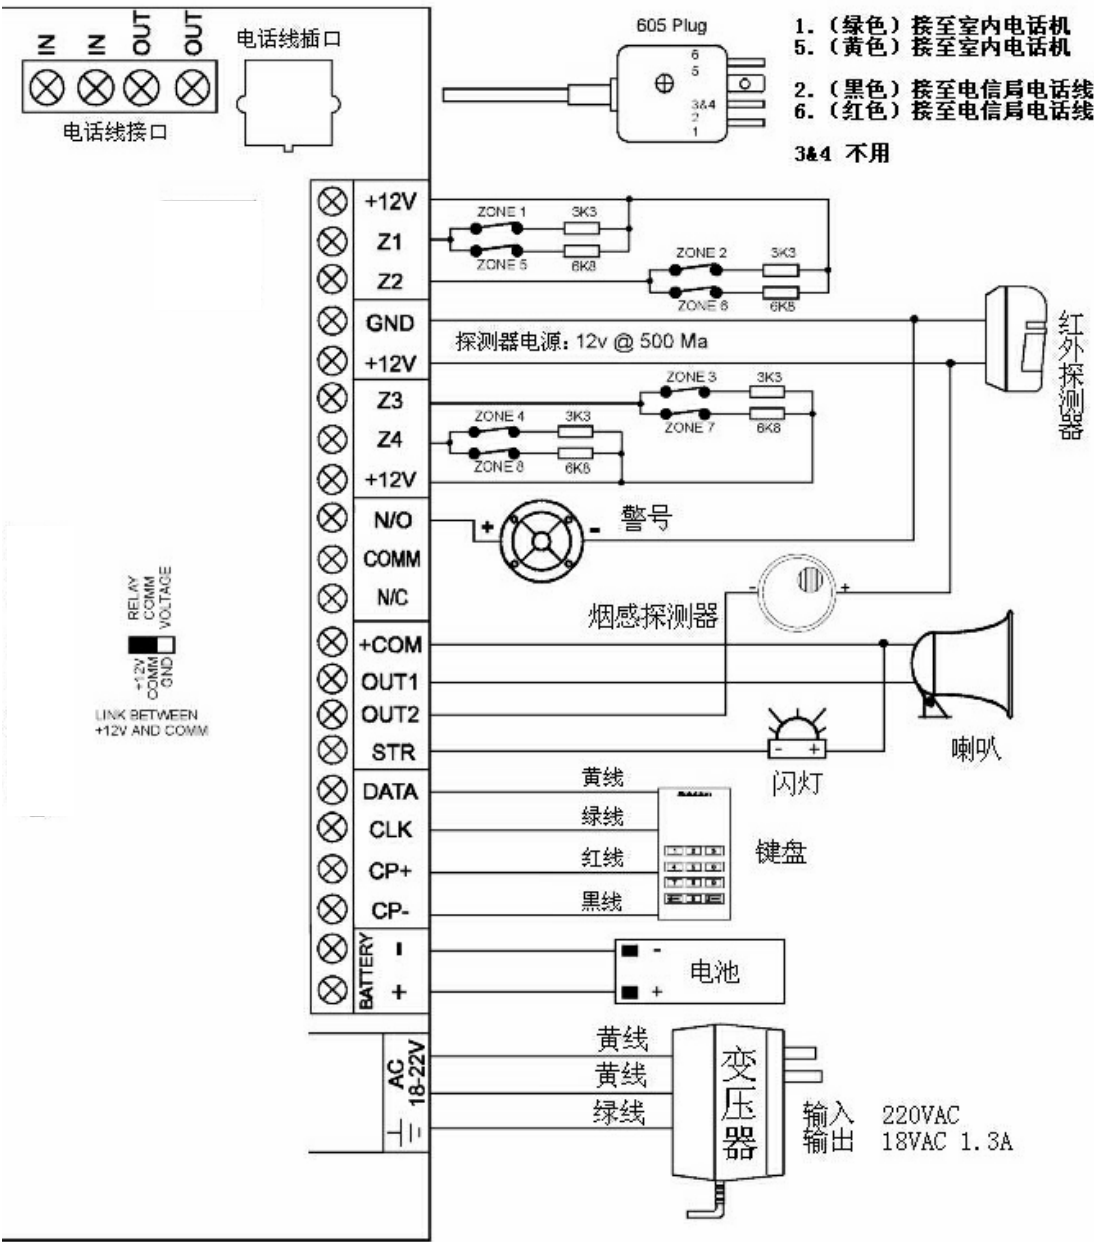 IN
IN
OUT
OUT
电话线插口
电话线接口
605 Plug
6
5
3&4
2
1
1. （绿色）接至室内电话机
5. （黄色）接至室内电话机
2. （黑色）接至电信局电话线
6. （红色）接至电信局电话线
3&4 不用
+12V
Z1
Z2
GND
+12V
Z3
Z4
+12V
N/O
COMM
N/C
+COM
OUT1
OUT2
STR
DATA
CLK
CP+
CP-
BATTERY
-
+
AC
18-22V
ZONE 1
3K3
ZONE 5
6K8
ZONE 2
3K3
ZONE 6
6K8
探测器电源: 12v @ 500 Ma
红外探测器
ZONE 3
3K3
ZONE 7
6K8
ZONE 4
3K3
ZONE 8
6K8
+
-
警号
-
+
烟感探测器
喇叭
-
+
闪灯
RELAY
COMM
VOLTAGE
+12V
COMM
GND
LINK BETWEEN
+12V AND COMM
黄线
绿线
红线
黑线
键盘
-
+
电池
黄线
黄线
绿线
变压器
输入 220VAC
输出 18VAC 1.3A